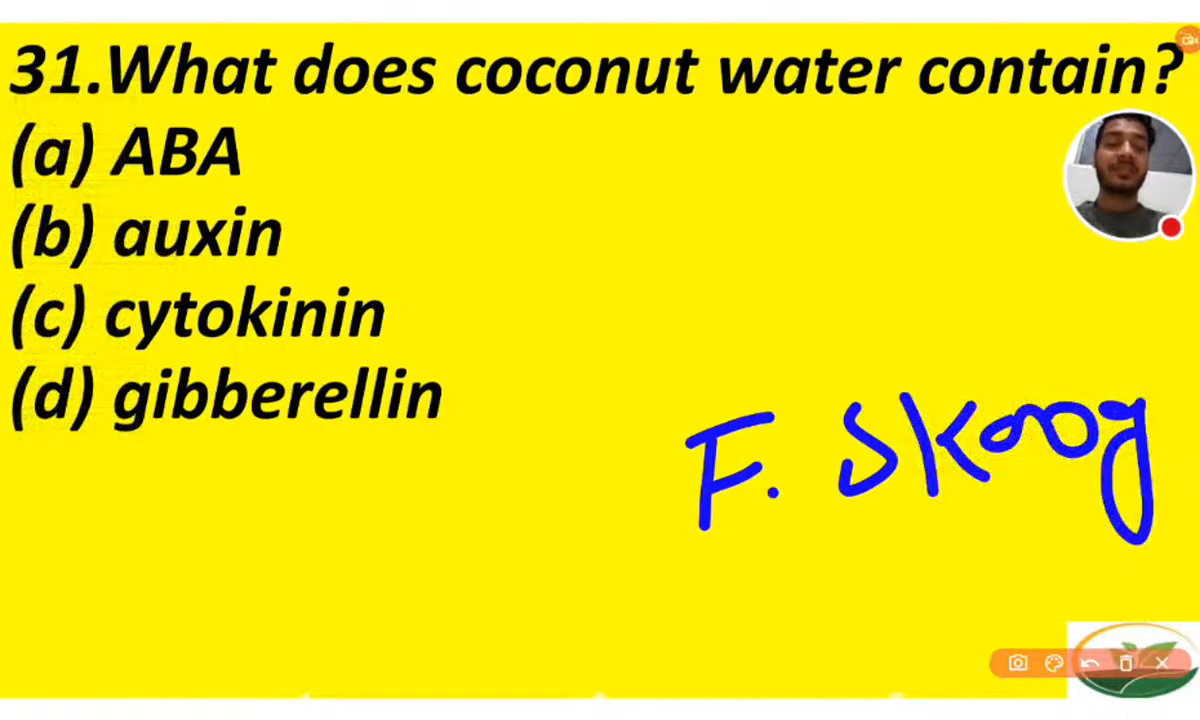 31.What does coconut water contain?
(a) ABA
(b) auxin
(c) cytokinin
(d) gibberellin
F. Skoog